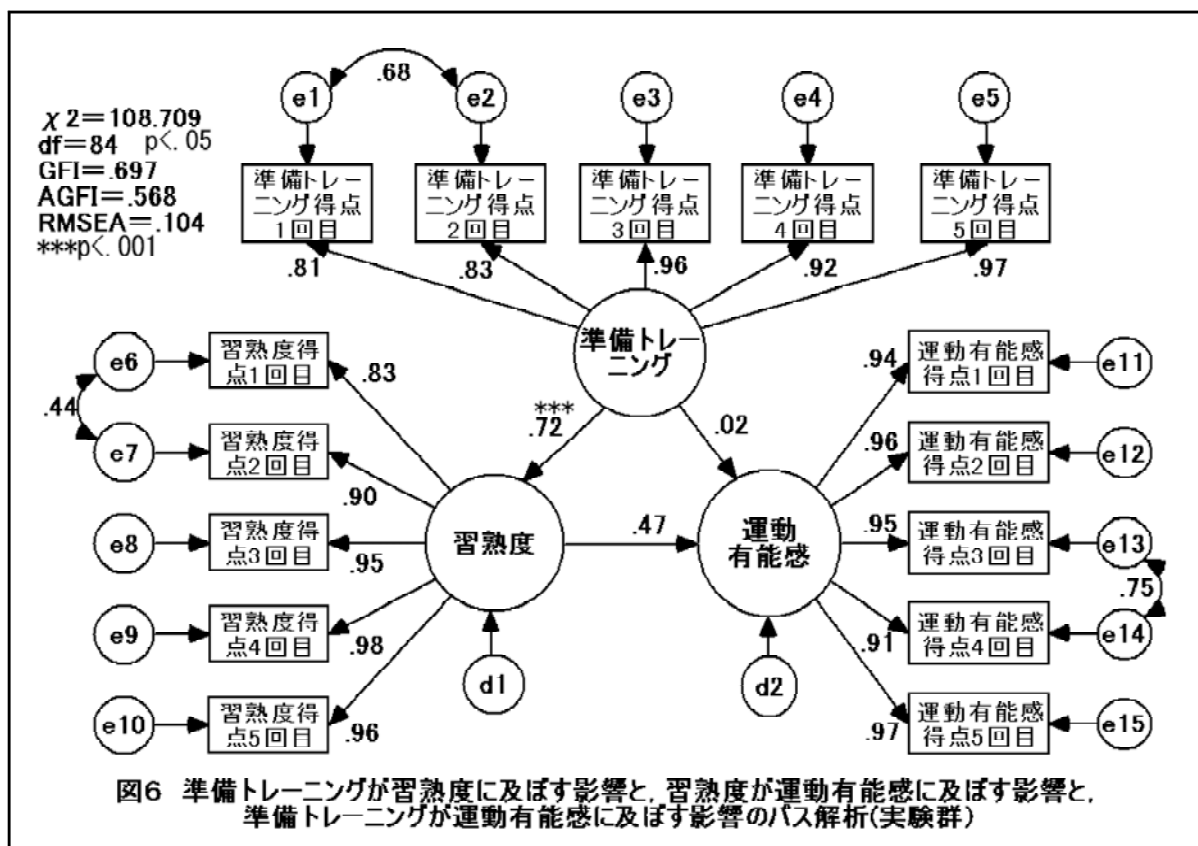 .68
e1
e2
e3
e4
e5
χ2＝108.709
df＝84 p<.05
GFI＝.697
AGFI＝.568
RMSEA＝.104
***p<.001
準備トレー
ニング得点
1回目
準備トレー
ニング得点
2回目
準備トレー
ニング得点
3回目
準備トレー
ニング得点
4回目
準備トレー
ニング得点
5回目
.81
.83
.96
.92
.97
準備トレー
ニング
e6
習熟度得
点1回目
.83
.44
e7
習熟度得
点2回目
.90
e8
習熟度得
点3回目
.95
e9
習熟度得
点4回目
.98
e10
習熟度得
点5回目
.96
***
.72
.02
習熟度
.47
運動
有能感
d1
d2
.94
運動有能感
得点1回目
e11
.96
運動有能感
得点2回目
e12
.95
運動有能感
得点3回目
e13
.75
.91
運動有能感
得点4回目
e14
.97
運動有能感
得点5回目
e15
図6 準備トレーニングが習熟度に及ぼす影響と,習熟度が運動有能感に及ぼす影響と,
準備トレーニングが運動有能感に及ぼす影響のパス解析(実験群)